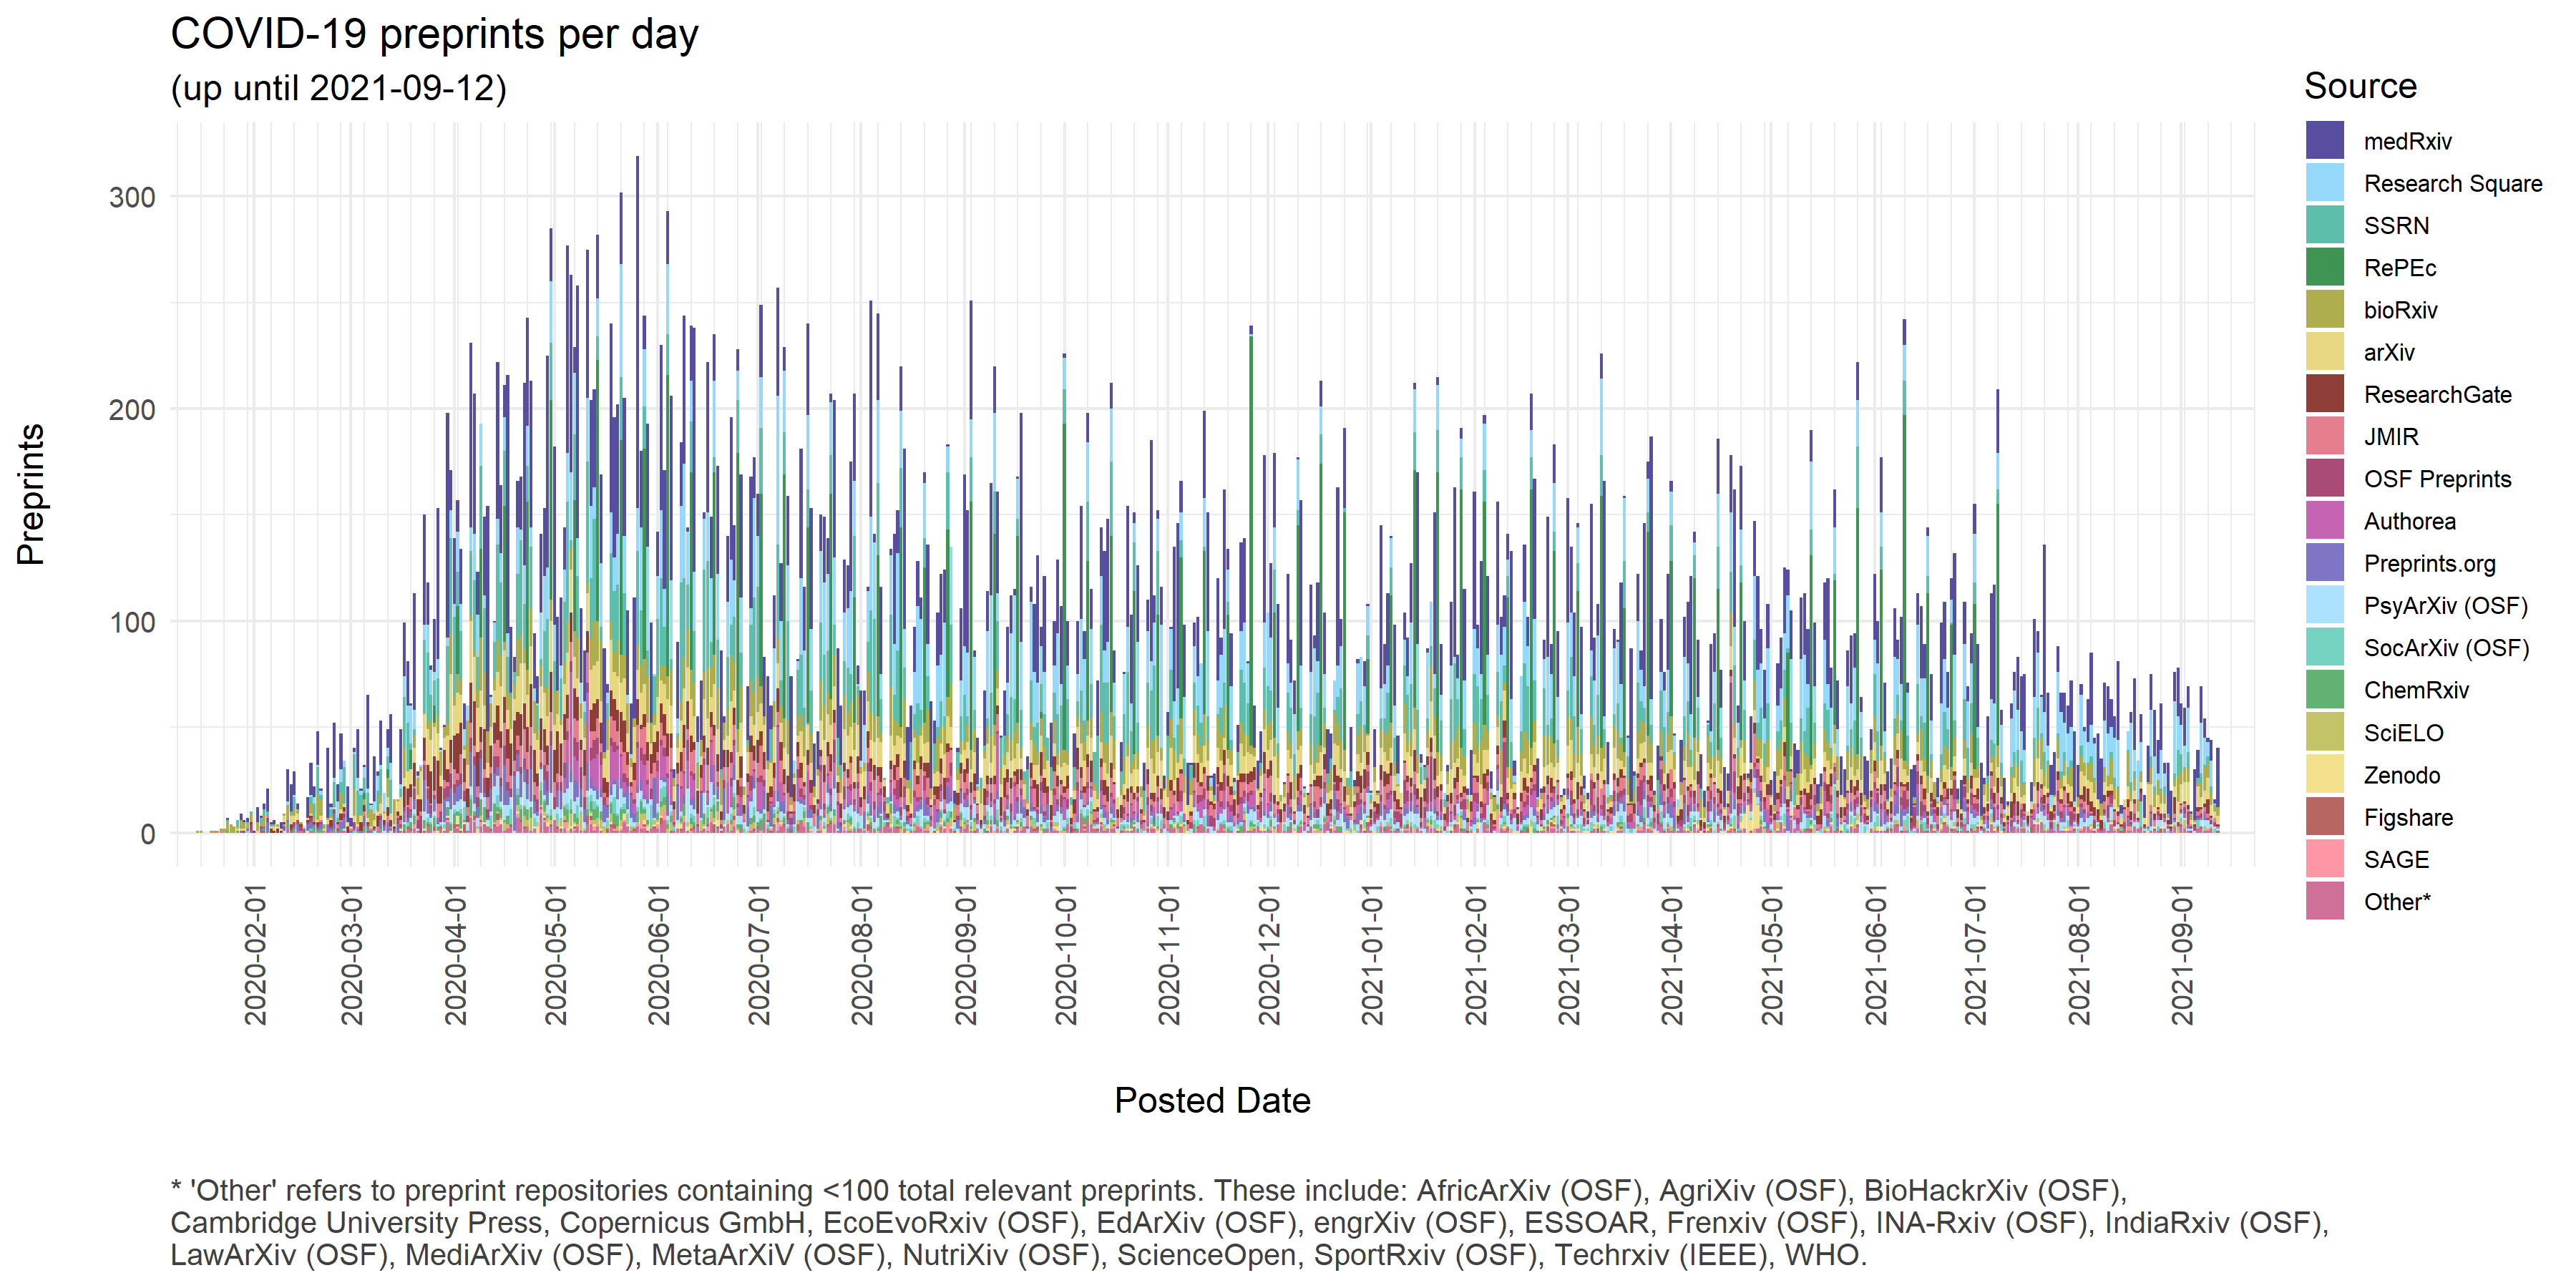 COVID-19 preprints per day
(up until 2021-09-12)
Preprints
300
200
100
0
2020-02-01
2020-03-01
2020-04-01
2020-05-01
2020-06-01
2020-07-01
2020-08-01
2020-09-01
2020-10-01
2020-11-01
2020-12-01
2021-01-01
2021-02-01
2021-03-01
2021-04-01
2021-05-01
2021-06-01
2021-07-01
2021-08-01
2021-09-01
Posted Date
Source
medRxiv
Research Square
SSRN
RePEc
bioRxiv
arXiv
ResearchGate
JMIR
OSF Preprints
Authorea
Preprints.org
PsyArXiv (OSF)
SocArXiv (OSF)
ChemRxiv
SciELO
Zenodo
Figshare
SAGE
Other*
* 'Other' refers to preprint repositories containing <100 total relevant preprints. These include: AfricArXiv (OSF), AgriXiv (OSF), BioHackrXiv (OSF),
Cambridge University Press, Copernicus GmbH, EcoEvoRxiv (OSF), EdArXiv (OSF), engrXiv (OSF), ESSOAR, Frenxiv (OSF), INA-Rxiv (OSF), IndiaRxiv (OSF),
LawArXiv (OSF), MediArXiv (OSF), MetaArXiV (OSF), NutriXiv (OSF), ScienceOpen, SportRxiv (OSF), Techrxiv (IEEE), WHO.